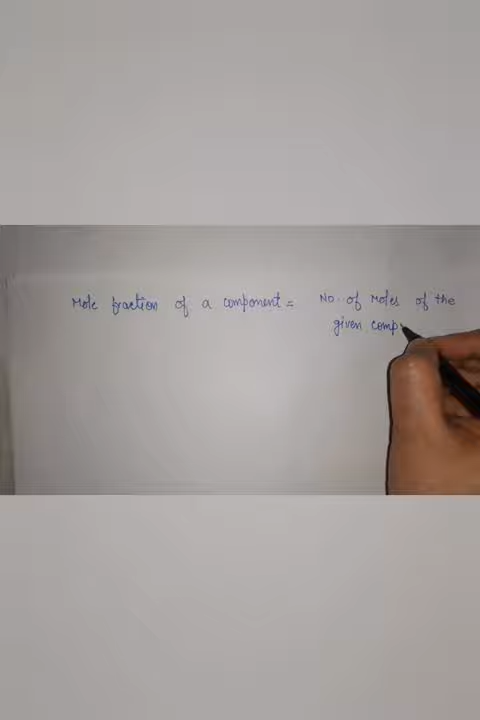 Mole fraction of a component = No. of Moles of the
given comp